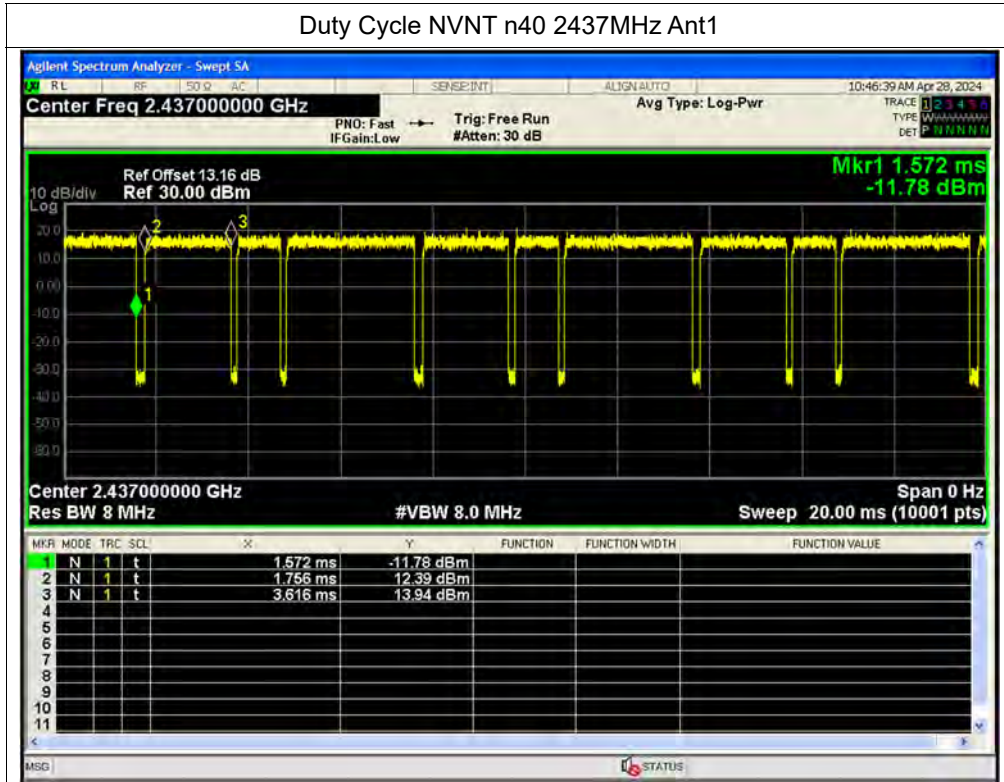 Duty Cycle NVNT n40 2437MHz Ant1
Agilent Spectrum Analyzer - Swept SA
RL RF 50 Ω AC SENSE:INT ALIGN AUTO 10:46:39 AM Apr 28, 2024
Center Freq 2.437000000 GHz
Avg Type: Log-Pwr
TRACE 1 2 3 4 5 6
PNO: Fast Trig: Free Run
TYPE W
IFGain:Low #Atten: 30 dB
DET P N N N N N
Mkr1 1.572 ms
-11.78 dBm
Ref Offset 13.16 dB
10 dB/div Ref 30.00 dBm
Log
20.0
10.0
0.00
-10.0
-20.0
-30.0
-40.0
-50.0
-60.0
1
2
3
Center 2.437000000 GHz Span 0 Hz
Res BW 8 MHz #VBW 8.0 MHz Sweep 20.00 ms (10001 pts)
MKR MODE TRC SCL X Y FUNCTION FUNCTION WIDTH FUNCTION VALUE
1 N 1 t 1.572 ms -11.78 dBm
2 N 1 t 1.756 ms 12.39 dBm
3 N 1 t 3.616 ms 13.94 dBm
4
5
6
7
8
9
10
11
MSG STATUS